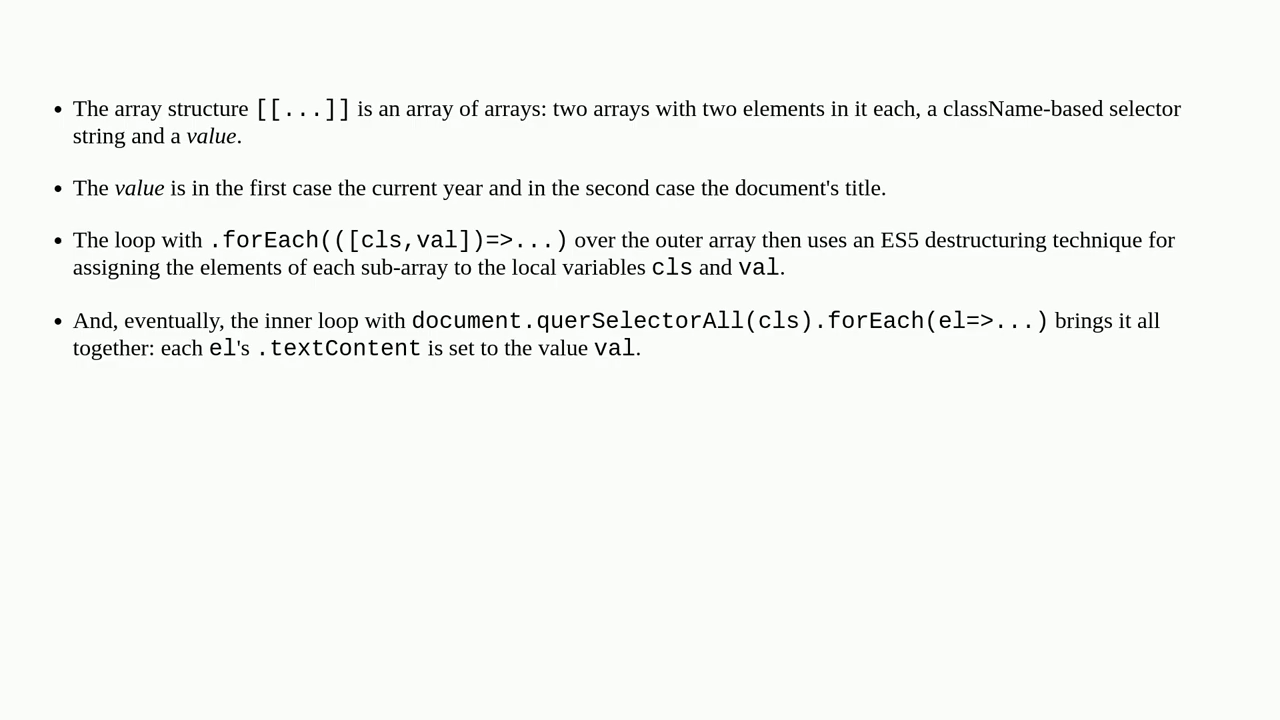 • The array structure [[...]] is an array of arrays: two arrays with two elements in it each, a className-based selector
string and a value.
• The value is in the first case the current year and in the second case the document's title.
• The loop with .forEach(([cls,val])=>...) over the outer array then uses an ES5 destructuring technique for
assigning the elements of each sub-array to the local variables cls and val.
• And, eventually, the inner loop with document.querSelectorAll(cls).forEach(el=>...) brings it all
together: each el's .textContent is set to the value val.